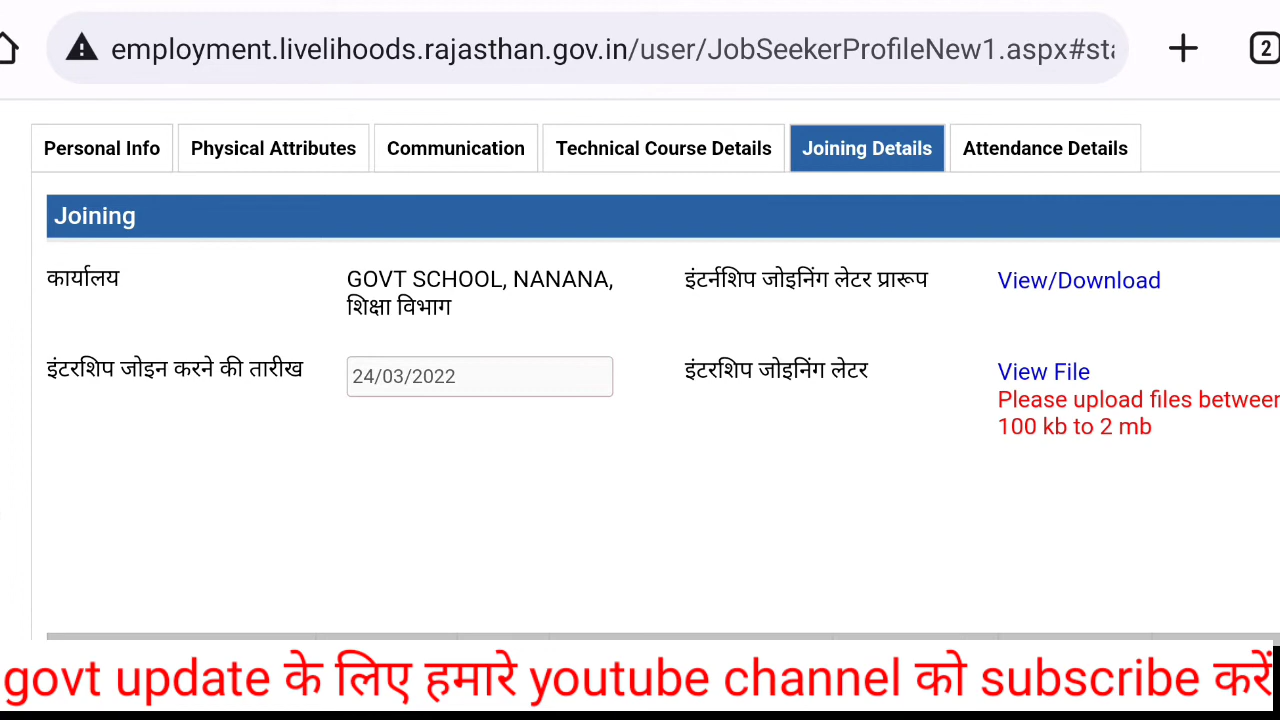 employment.livelihoods.rajasthan.gov.in/user/JobSeekerProfileNew1.aspx#sta
2
Personal Info Physical Attributes Communication Technical Course Details Joining Details Attendance Details
Joining
कार्यालय GOVT SCHOOL, NANANA, इंटर्नशिप जोइनिंग लेटर प्रारूप View/Download
शिक्षा विभाग
इंटरशिप जोइन करने की तारीख 24/03/2022 इंटरशिप जोइनिंग लेटर View File
Please upload files between
100 kb to 2 mb
govt update के लिए हमारे youtube channel को subscribe करें